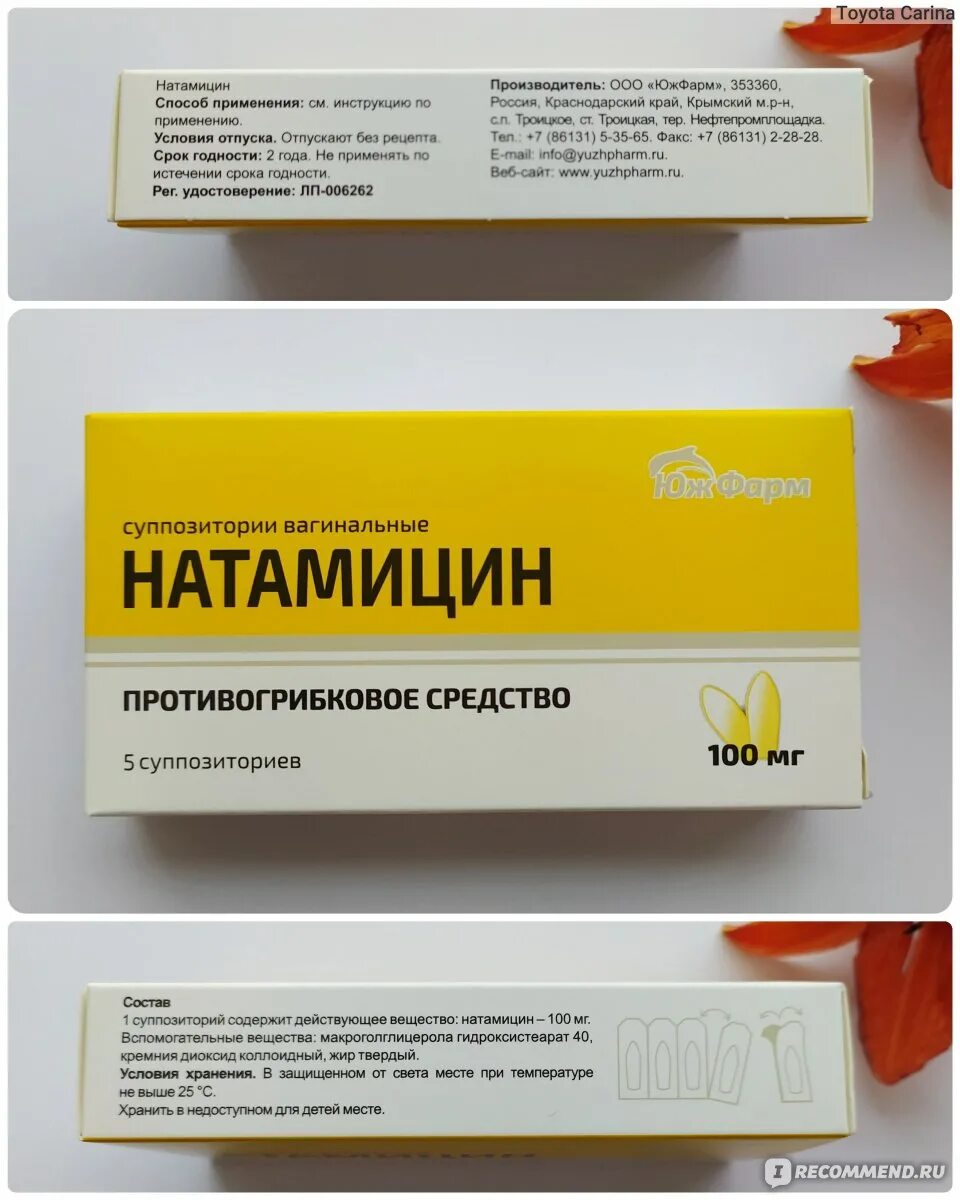 Toyota Carina
Натамицин
Способ применения: см. инструкцию по
применению.
Условия отпуска. Отпускают без рецепта.
Срок годности: 2 года. Не применять по
истечении срока годности.
Рег. удостоверение: ЛП-006262
Производитель: ООО «ЮжФарм», 353360,
Россия, Краснодарский край, Крымский м.р-н,
с.п. Троицкое, ст. Троицкая, тер. Нефтепромплощадка.
Тел.: +7 (86131) 5-35-65. Факс: +7 (86131) 2-28-28.
E-mail: info@yuzhpharm.ru.
Веб-сайт: www.yuzhpharm.ru.
ЮжФарм
суппозитории вагинальные
НАТАМИЦИН
ПРОТИВОГРИБКОВОЕ СРЕДСТВО
5 суппозиториев
100 мг
Состав
1 суппозиторий содержит действующее вещество: натамицин – 100 мг.
Вспомогательные вещества: макроголглицерола гидроксистеарат 40,
кремния диоксид коллоидный, жир твердый.
Условия хранения. В защищенном от света месте при температуре
не выше 25 °С.
Хранить в недоступном для детей месте.
IRECOMMEND.RU